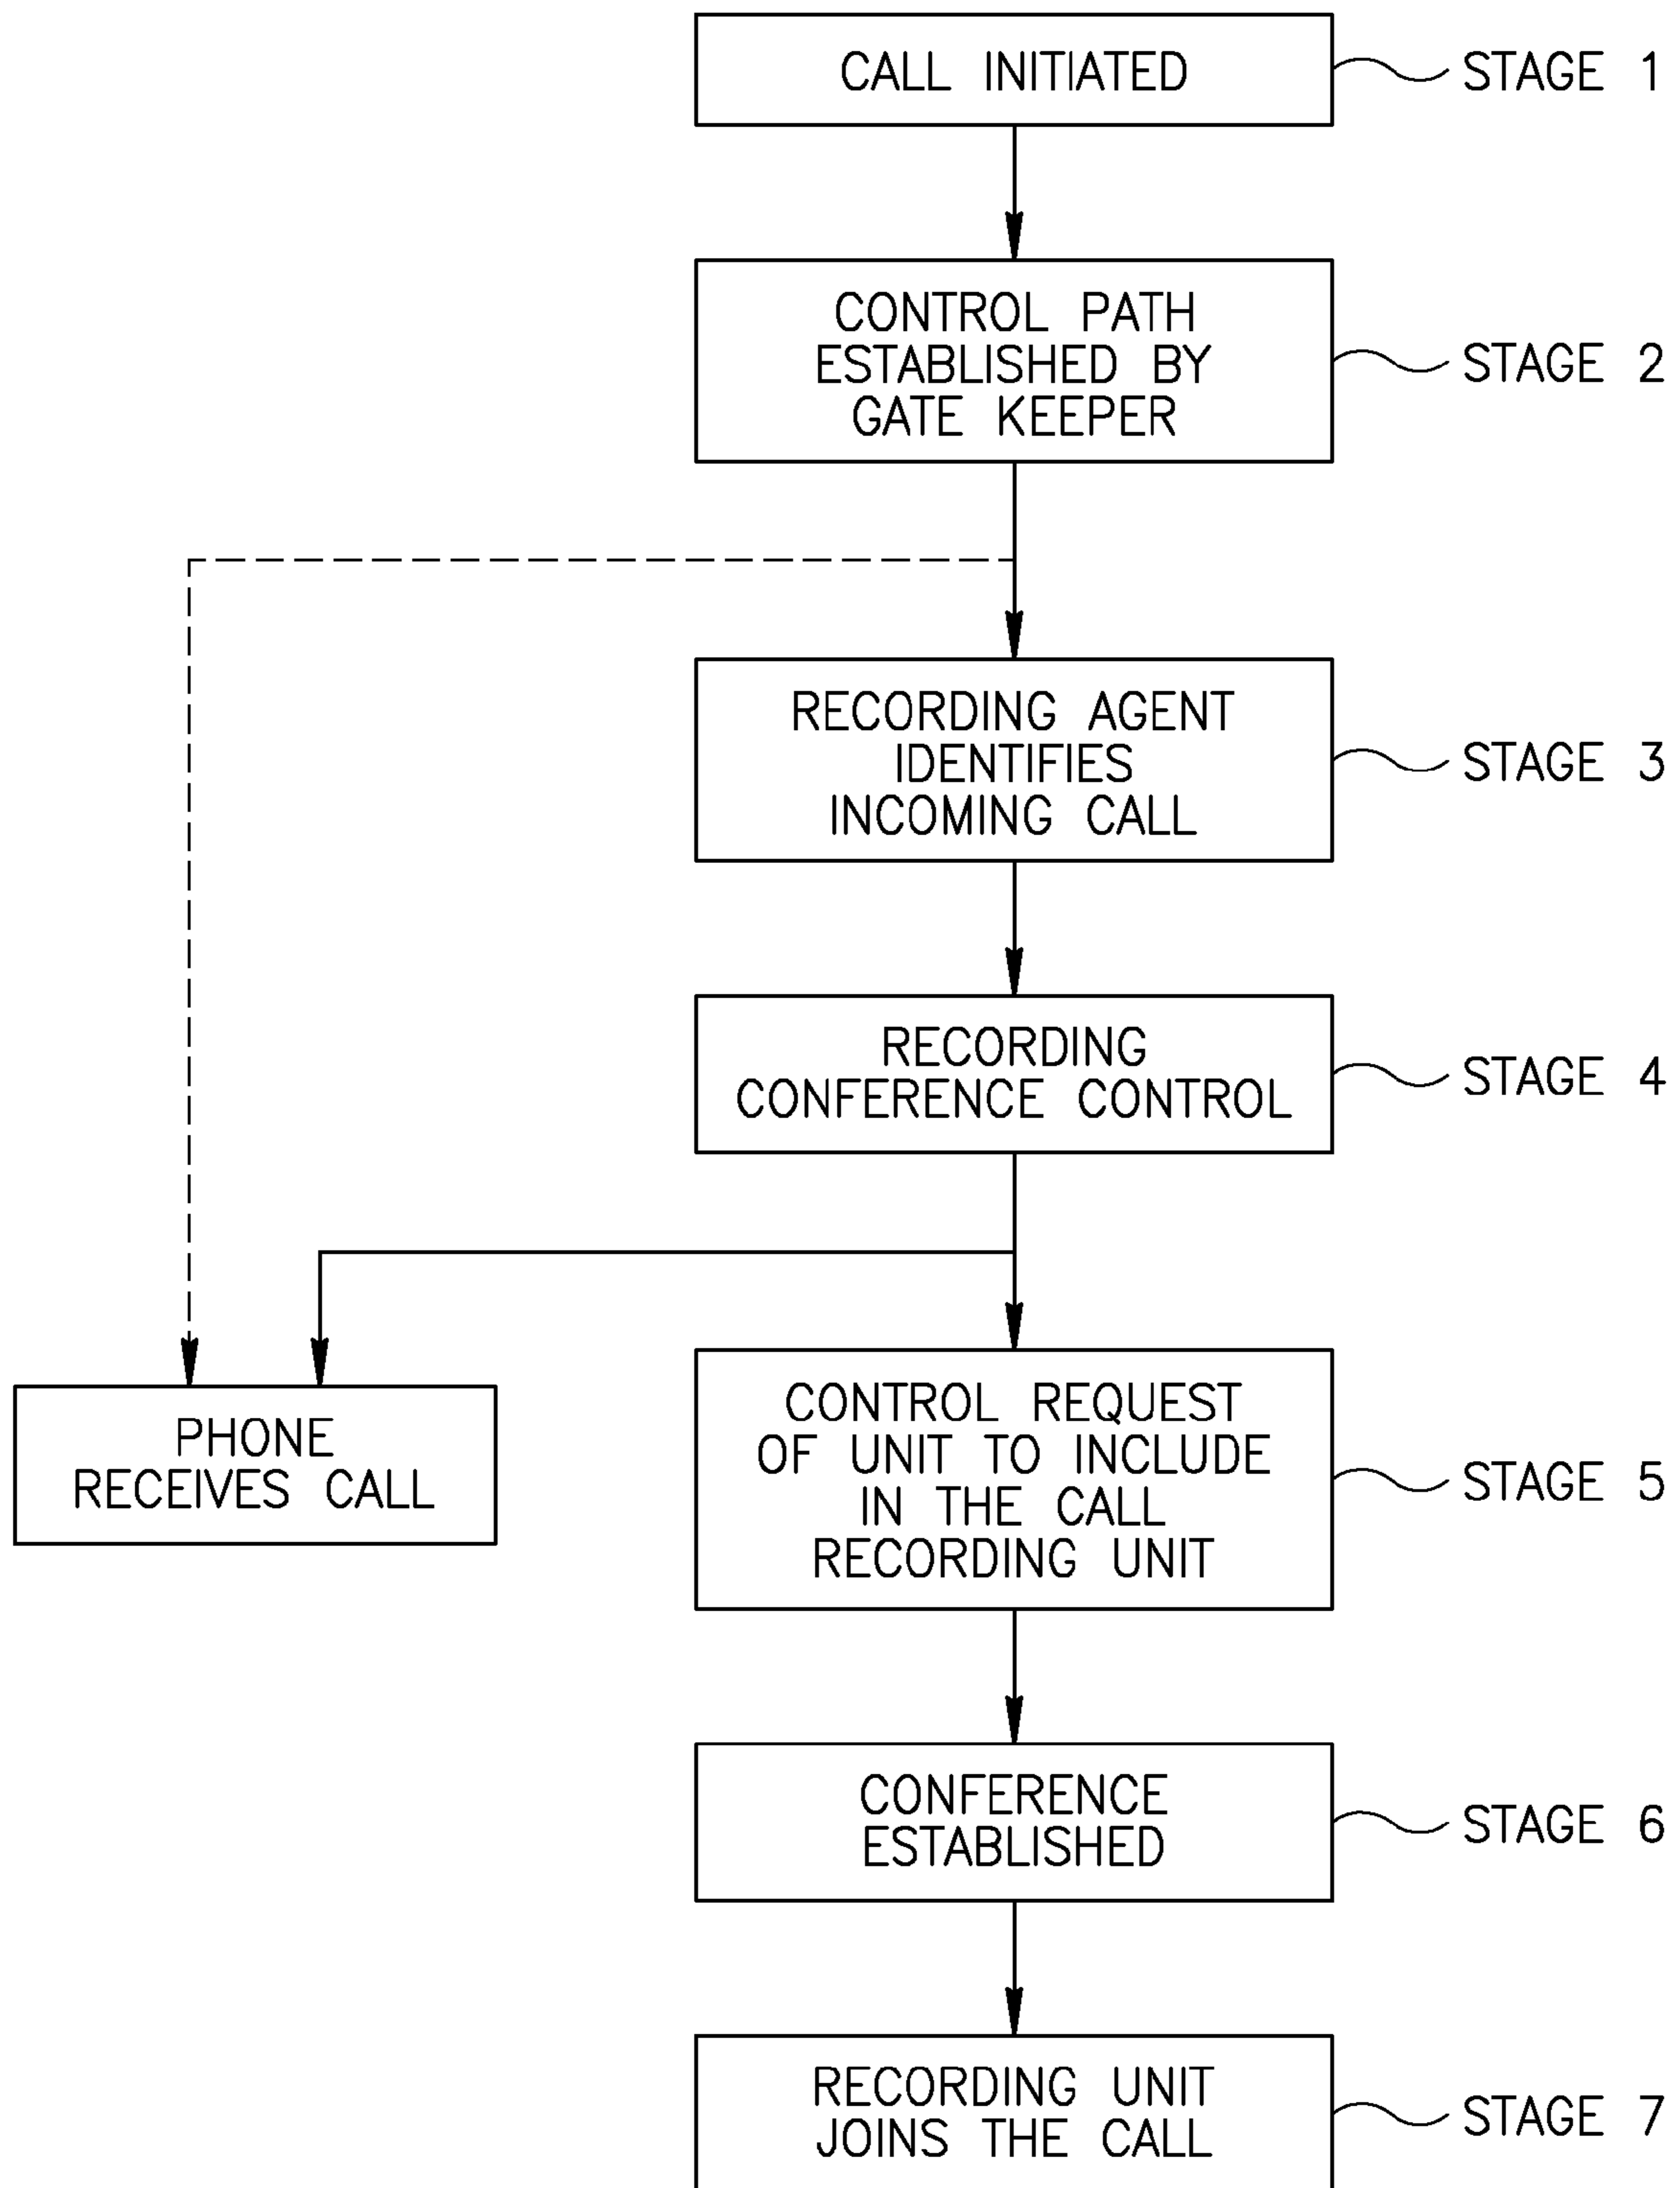 CALL INITIATED
STAGE 1
CONTROL PATH
ESTABLISHED BY
GATE KEEPER
STAGE 2
RECORDING AGENT
IDENTIFIES
INCOMING CALL
STAGE 3
RECORDING
CONFERENCE CONTROL
STAGE 4
PHONE
RECEIVES CALL
CONTROL REQUEST
OF UNIT TO INCLUDE
IN THE CALL
RECORDING UNIT
STAGE 5
CONFERENCE
ESTABLISHED
STAGE 6
RECORDING UNIT
JOINS THE CALL
STAGE 7